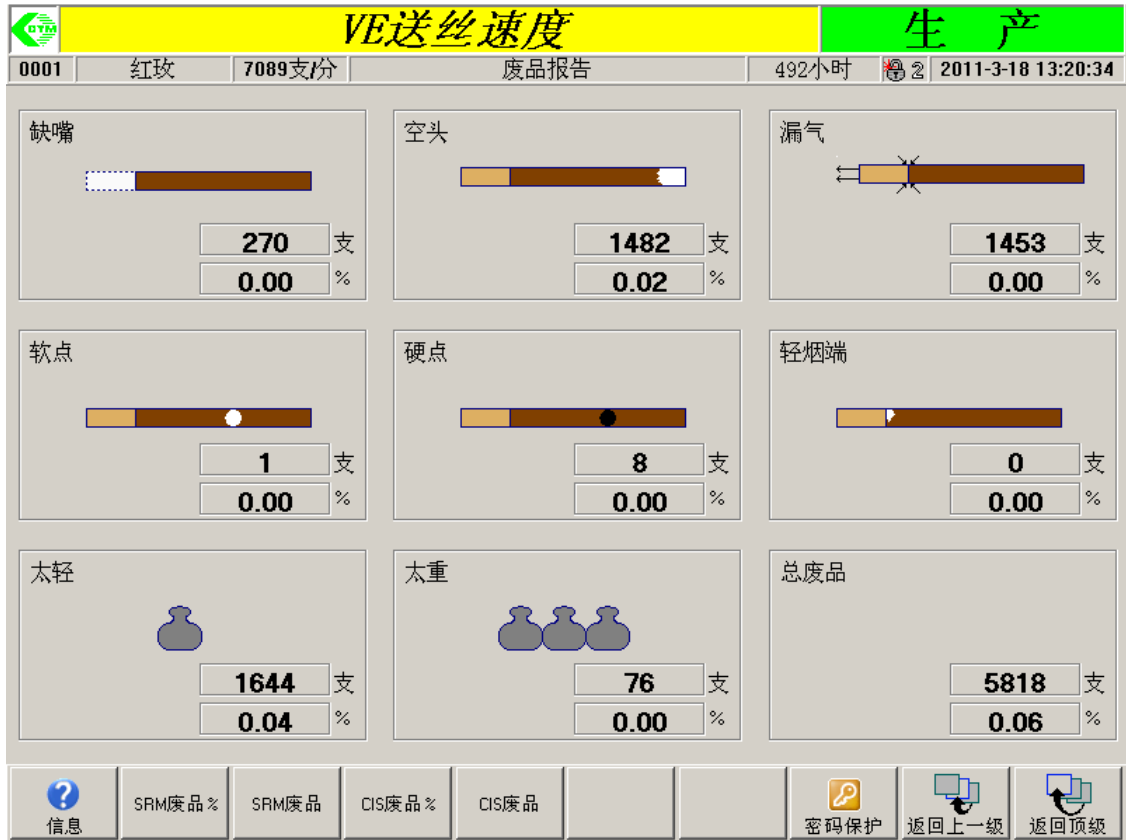 CTM VE送丝速度 生 产
0001 红玫 7089支/分 废品报告 492小时 2 2011-3-18 13:20:34
缺嘴 空头 漏气
270 支 1482 支 1453 支
0.00 % 0.02 % 0.00 %
软点 硬点 轻烟端
1 支 8 支 0 支
0.00 % 0.00 % 0.00 %
太轻 太重 总废品
1644 支 76 支 5818 支
0.04 % 0.00 % 0.06 %
信息 SRM废品% SRM废品 CIS废品% CIS废品 密码保护 返回上一级 返回顶级